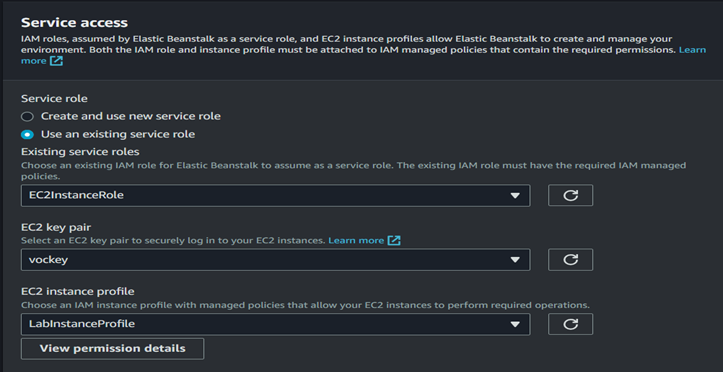 Service access
IAM roles, assumed by Elastic Beanstalk as a service role, and EC2 instance profiles allow Elastic Beanstalk to create and manage your
environment. Both the IAM role and instance profile must be attached to IAM managed policies that contain the required permissions. Learn
more
Service role
Create and use new service role
Use an existing service role
Existing service roles
Choose an existing IAM role for Elastic Beanstalk to assume as a service role. The existing IAM role must have the required IAM managed
policies.
EC2InstanceRole
EC2 key pair
Select an EC2 key pair to securely log in to your EC2 instances. Learn more
vockey
EC2 instance profile
Choose an IAM instance profile with managed policies that allow your EC2 instances to perform required operations.
LabInstanceProfile
View permission details